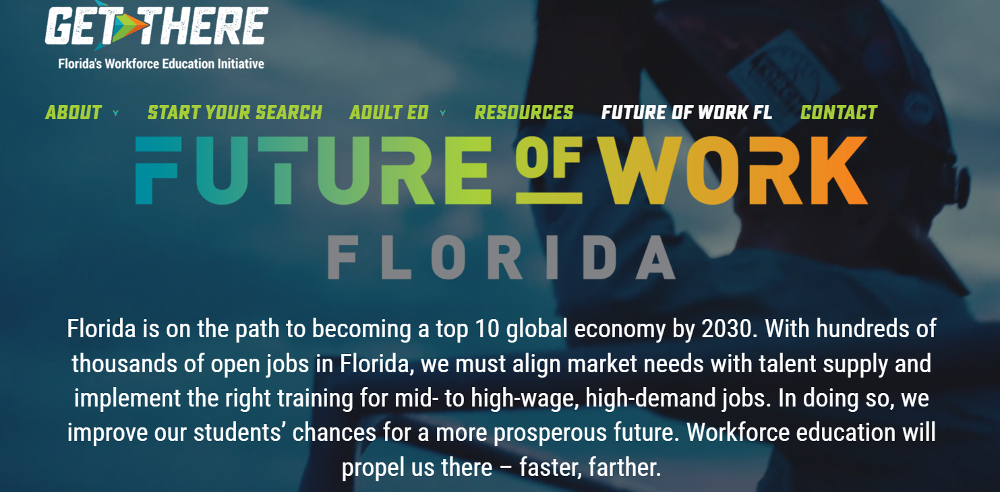 GET THERE
Florida's Workforce Education Initiative
ABOUT START YOUR SEARCH ADULT ED RESOURCES FUTURE OF WORK FL CONTACT
FUTURE OF WORK
FLORIDA
Florida is on the path to becoming a top 10 global economy by 2030. With hundreds of
thousands of open jobs in Florida, we must align market needs with talent supply and
implement the right training for mid- to high-wage, high-demand jobs. In doing so, we
improve our students’ chances for a more prosperous future. Workforce education will
propel us there – faster, farther.